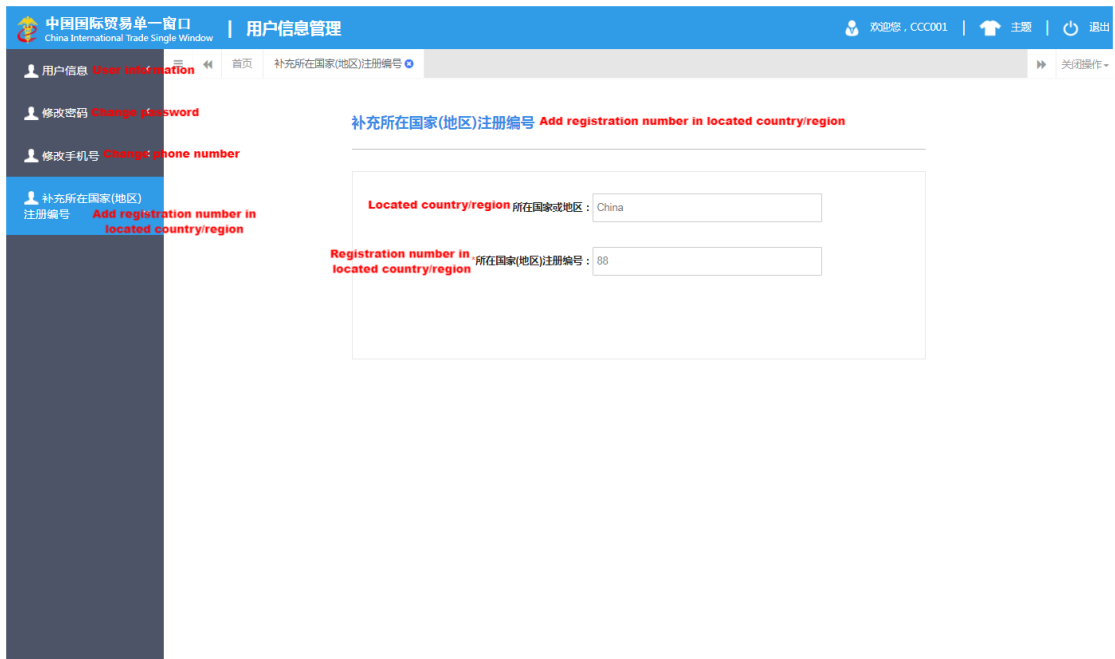 中国国际贸易单一窗口
China International Trade Single Window
用户信息管理
欢迎您，CCC001
主题
退出
用户信息 User information
首页
补充所在国家(地区)注册编号
关闭操作
修改密码 Change password
补充所在国家(地区)注册编号 Add registration number in located country/region
修改手机号 Change phone number
补充所在国家(地区)
注册编号 Add registration number in
located country/region
Located country/region 所在国家或地区： China
Registration number in
located country/region
*所在国家(地区)注册编号： 88